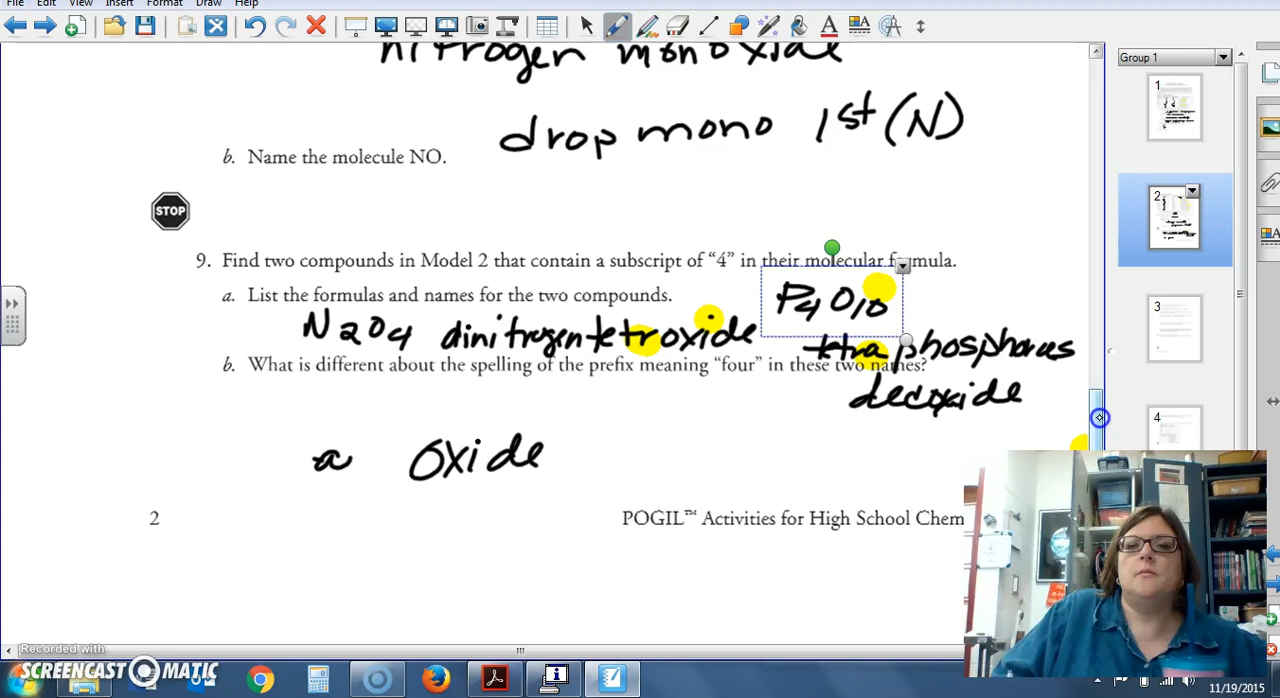 File Edit View Insert Format Draw Help
nitrogen monoxide
drop mono 1st (N)
b. Name the molecule NO.
STOP
9. Find two compounds in Model 2 that contain a subscript of “4” in their molecular formula.
a. List the formulas and names for the two compounds.
P4O10
N2O4 dinitrogen tetroxide
tetraphosphorus
decoxide
b. What is different about the spelling of the prefix meaning “four” in these two names?
a oxide
2
POGIL™ Activities for High School Chem
Group 1
1
2
3
4
Recorded with
SCREENCAST-O-MATIC
11/19/2015